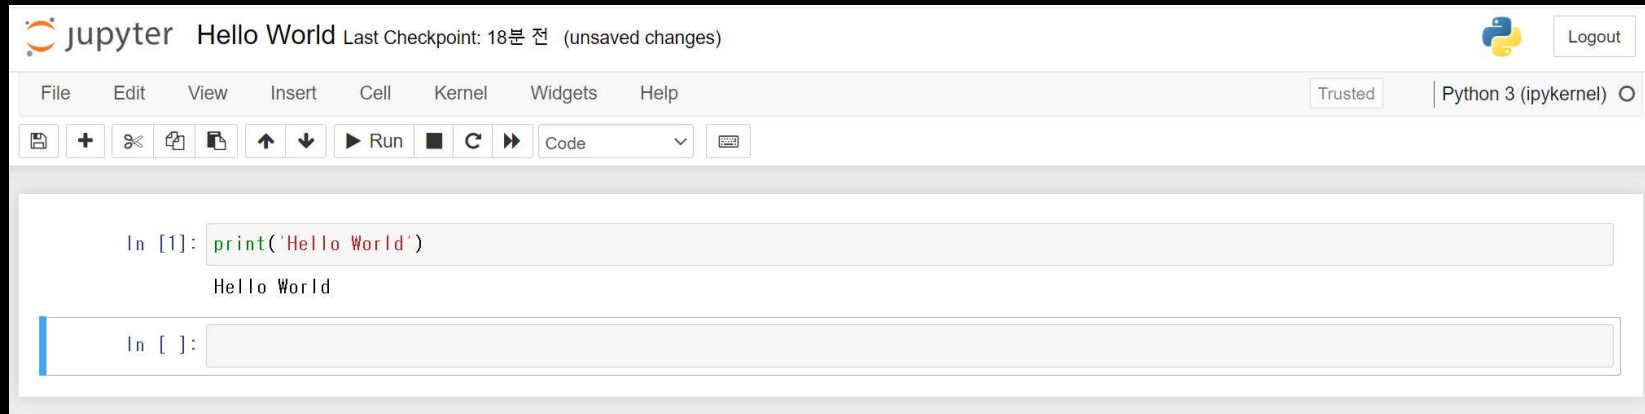 jupyter Hello World Last Checkpoint: 18분 전 (unsaved changes) Logout
File Edit View Insert Cell Kernel Widgets Help Trusted Python 3 (ipykernel)
Run Code
In [1]: print('Hello World')
Hello World
In [ ]: